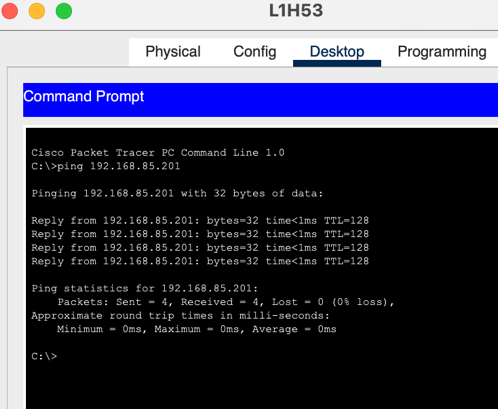 L1H53
Physical Config Desktop Programming
Command Prompt
Cisco Packet Tracer PC Command Line 1.0
C:\>ping 192.168.85.201
Pinging 192.168.85.201 with 32 bytes of data:
Reply from 192.168.85.201: bytes=32 time<1ms TTL=128
Reply from 192.168.85.201: bytes=32 time<1ms TTL=128
Reply from 192.168.85.201: bytes=32 time<1ms TTL=128
Reply from 192.168.85.201: bytes=32 time<1ms TTL=128
Ping statistics for 192.168.85.201:
Packets: Sent = 4, Received = 4, Lost = 0 (0% loss),
Approximate round trip times in milli-seconds:
Minimum = 0ms, Maximum = 0ms, Average = 0ms
C:\>